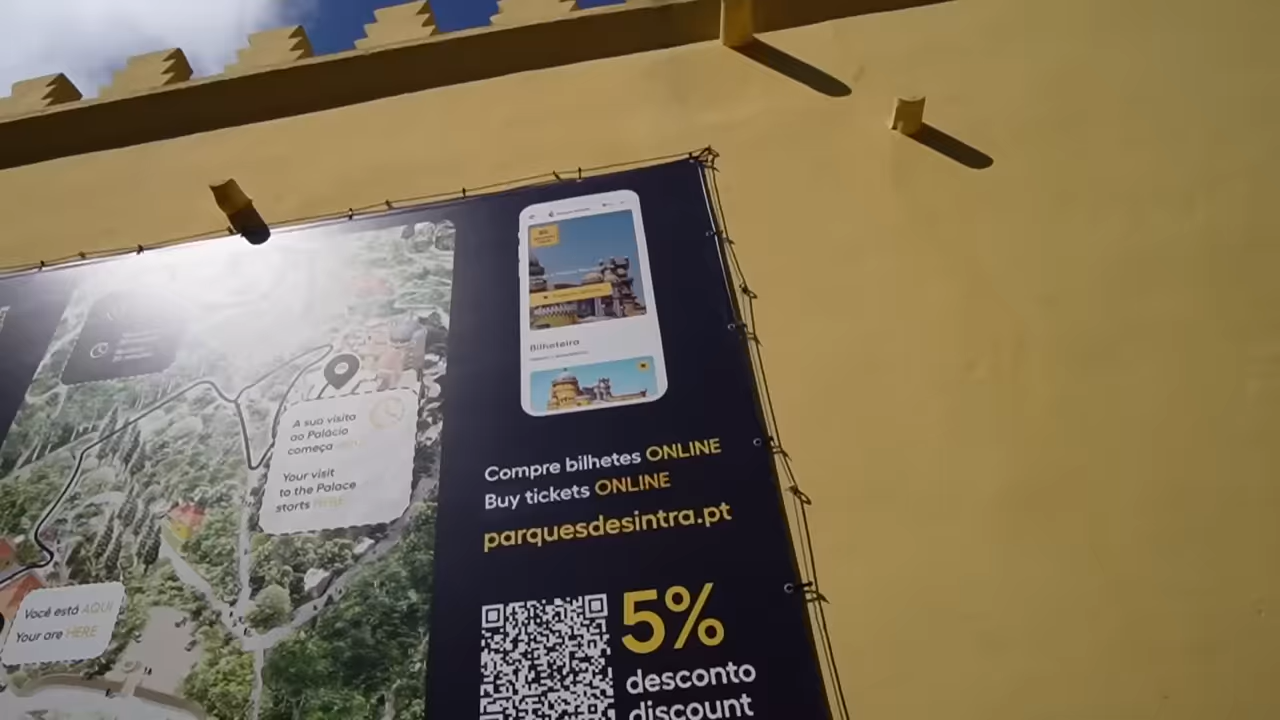 Bilheteira
A sua visita
ao Palácio
começa
Your visit
to the Palace
starts HERE
Compre bilhetes ONLINE
Buy tickets ONLINE
parquesdesintra.pt
Você está AQUI
Your are HERE
5%
desconto
discount